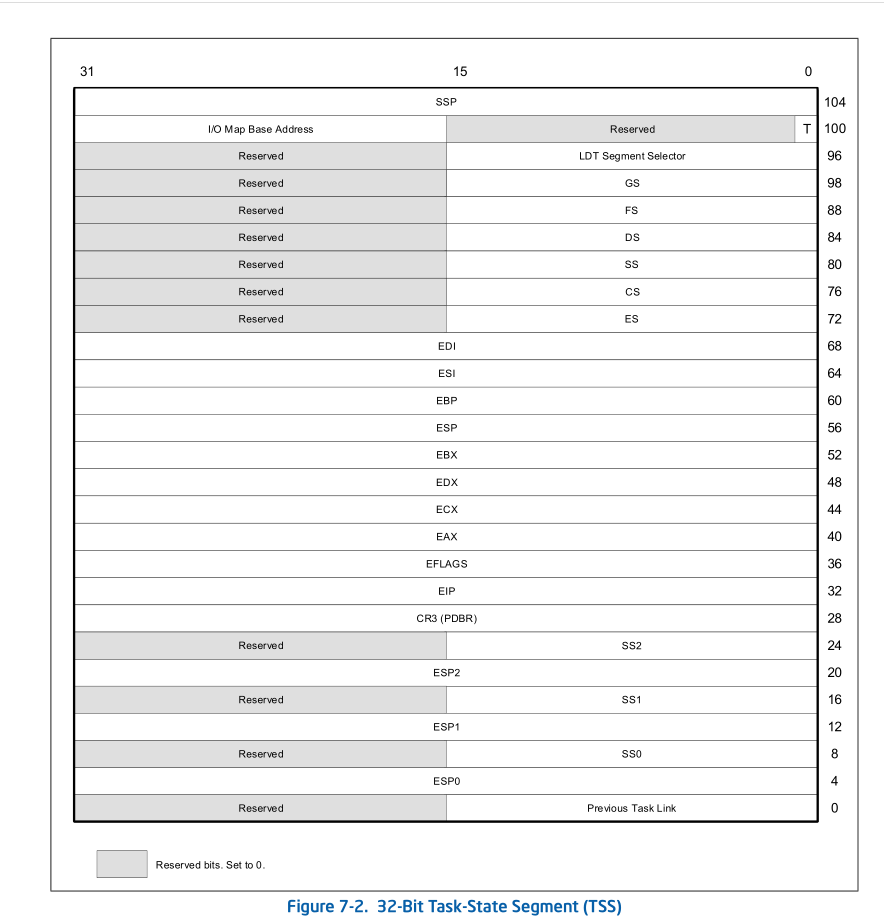 31 15 0
SSP 104
I/O Map Base Address Reserved T 100
Reserved LDT Segment Selector 96
Reserved GS 98
Reserved FS 88
Reserved DS 84
Reserved SS 80
Reserved CS 76
Reserved ES 72
EDI 68
ESI 64
EBP 60
ESP 56
EBX 52
EDX 48
ECX 44
EAX 40
EFLAGS 36
EIP 32
CR3 (PDBR) 28
Reserved SS2 24
ESP2 20
Reserved SS1 16
ESP1 12
Reserved SS0 8
ESP0 4
Reserved Previous Task Link 0
Reserved bits. Set to 0.
Figure 7-2. 32-Bit Task-State Segment (TSS)